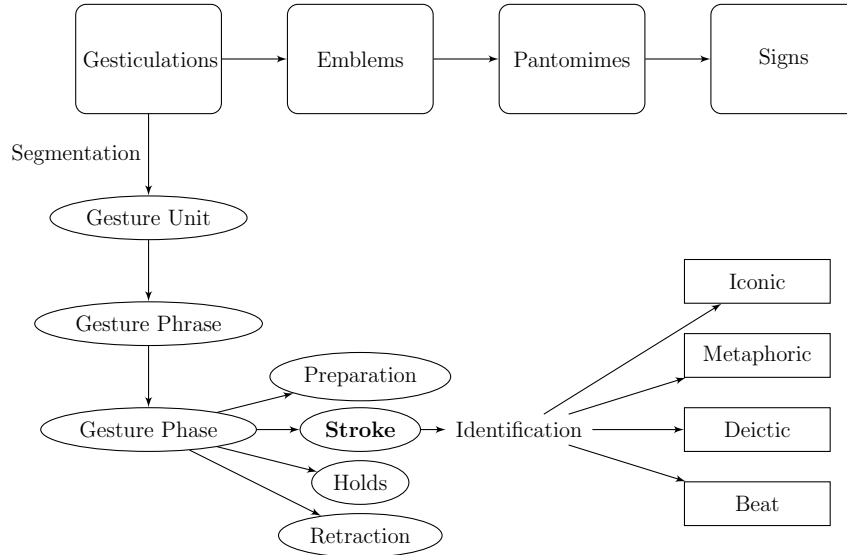 Gesticulations
Emblems
Pantomimes
Signs
Segmentation
Gesture Unit
Gesture Phrase
Gesture Phase
Preparation
Stroke
Holds
Retraction
Identification
Iconic
Metaphoric
Deictic
Beat